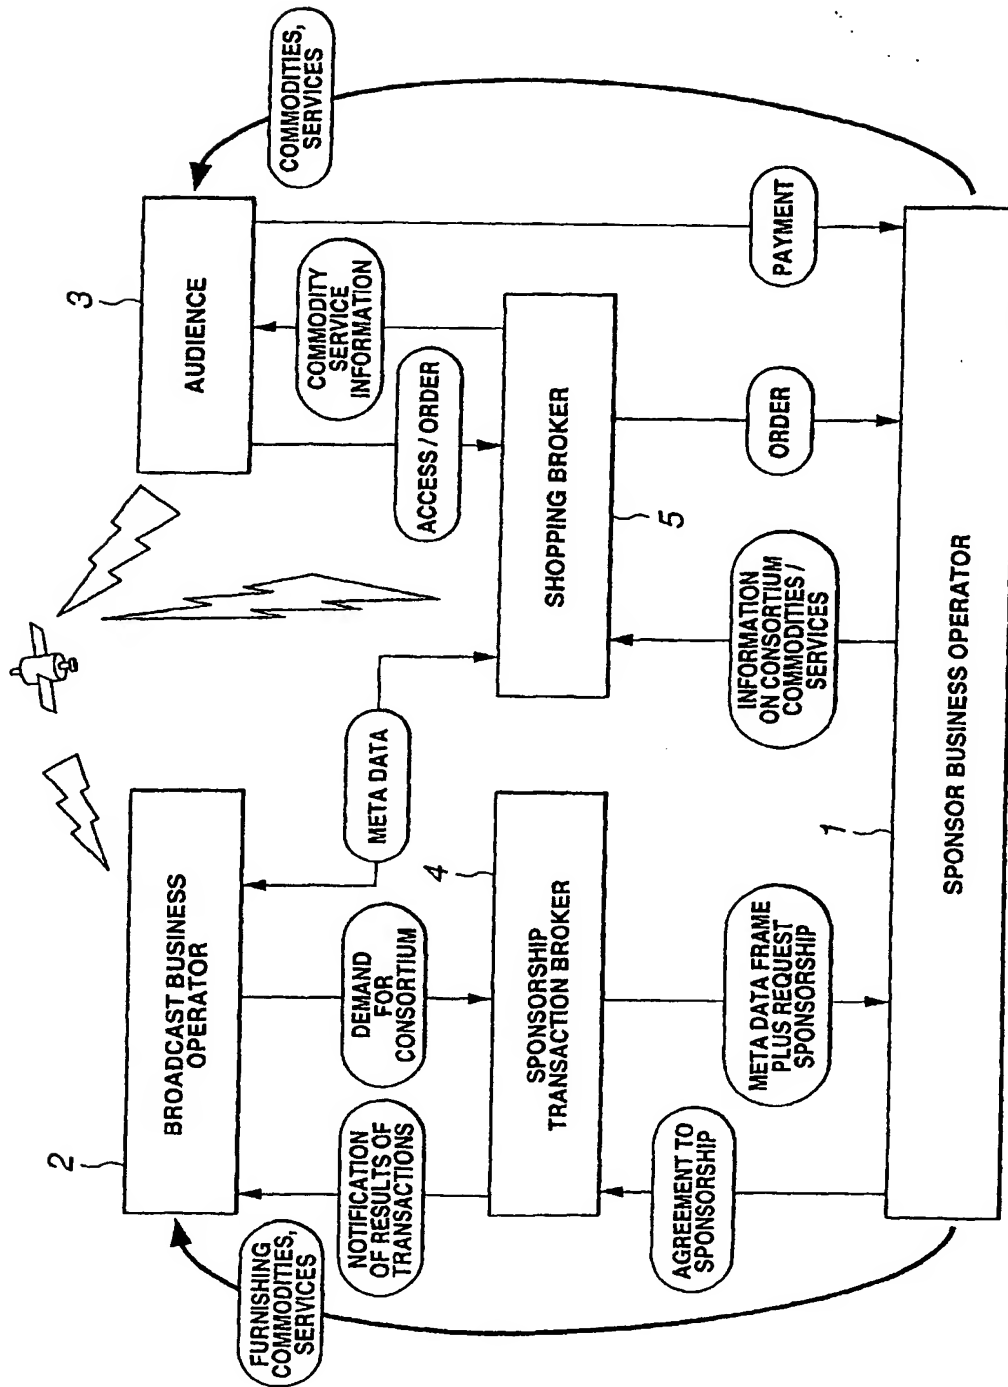 2
BROADCAST BUSINESS
OPERATOR
3
AUDIENCE
COMMODITIES,
SERVICES
FURNISHING
COMMODITIES,
SERVICES
NOTIFICATION
OF RESULTS OF
TRANSACTIONS
DEMAND
FOR
CONSORTIUM
META DATA
ACCESS / ORDER
COMMODITY
SERVICE
INFORMATION
4
SPONSORSHIP
TRANSACTION BROKER
SHOPPING BROKER
5
AGREEMENT TO
SPONSORSHIP
META DATA FRAME
PLUS REQUEST
SPONSORSHIP
INFORMATION
ON CONSORTIUM
COMMODITIES /
SERVICES
ORDER
PAYMENT
1
SPONSOR BUSINESS OPERATOR